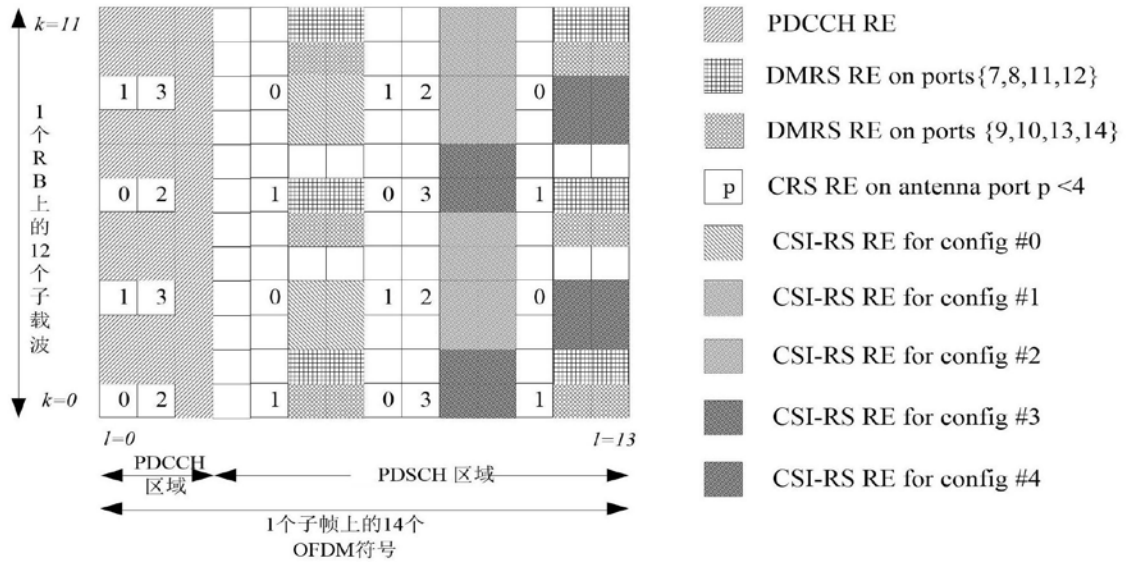 k=11
1 3 0 1 2 0
0 2 1 0 3 1
1 3 0 1 2 0
k=0 0 2 1 0 3 1
1
个
R
B
上
的
12
个
子
载
波
l=0 l=13
PDCCH
区域
PDSCH 区域
1个子帧上的14个
OFDM符号
PDCCH RE
DMRS RE on ports{7,8,11,12}
DMRS RE on ports {9,10,13,14}
p CRS RE on antenna port p <4
CSI-RS RE for config #0
CSI-RS RE for config #1
CSI-RS RE for config #2
CSI-RS RE for config #3
CSI-RS RE for config #4